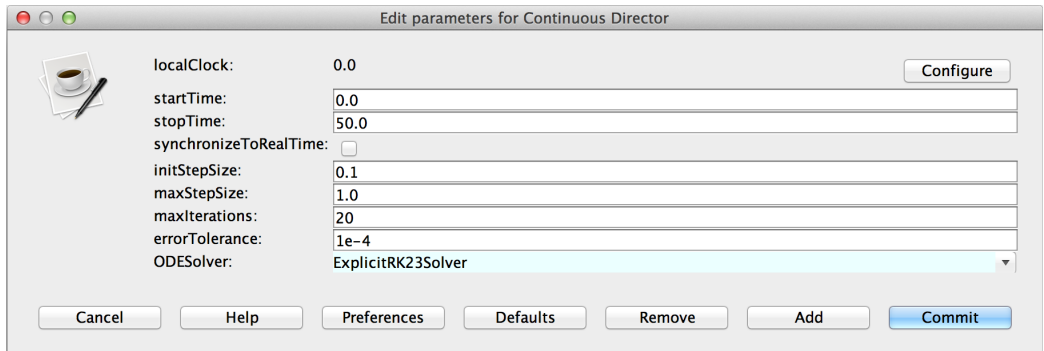 Edit parameters for Continuous Director
localClock: 0.0 Configure
startTime: 0.0
stopTime: 50.0
synchronizeToRealTime:
initStepSize: 0.1
maxStepSize: 1.0
maxIterations: 20
errorTolerance: 1e-4
ODESolver: ExplicitRK23Solver
Cancel Help Preferences Defaults Remove Add Commit